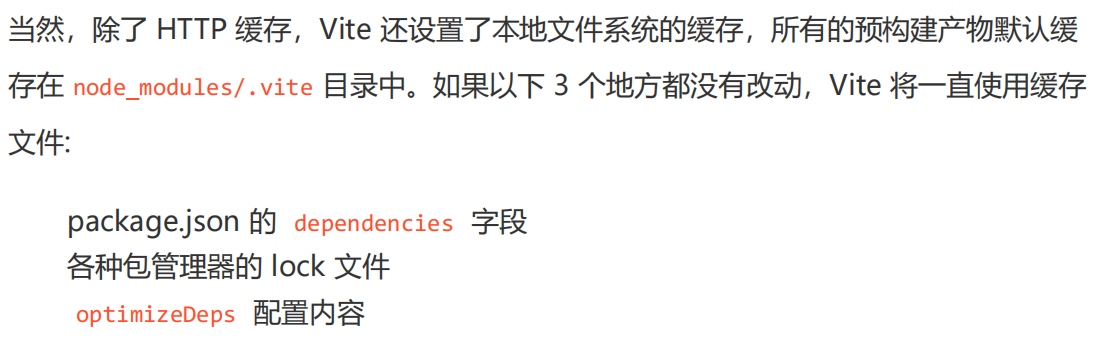 当然，除了 HTTP 缓存，Vite 还设置了本地文件系统的缓存，所有的预构建产物默认缓
存在 node_modules/.vite 目录中。如果以下 3 个地方都没有改动，Vite 将一直使用缓存
文件:
package.json 的 dependencies 字段
各种包管理器的 lock 文件
optimizeDeps 配置内容